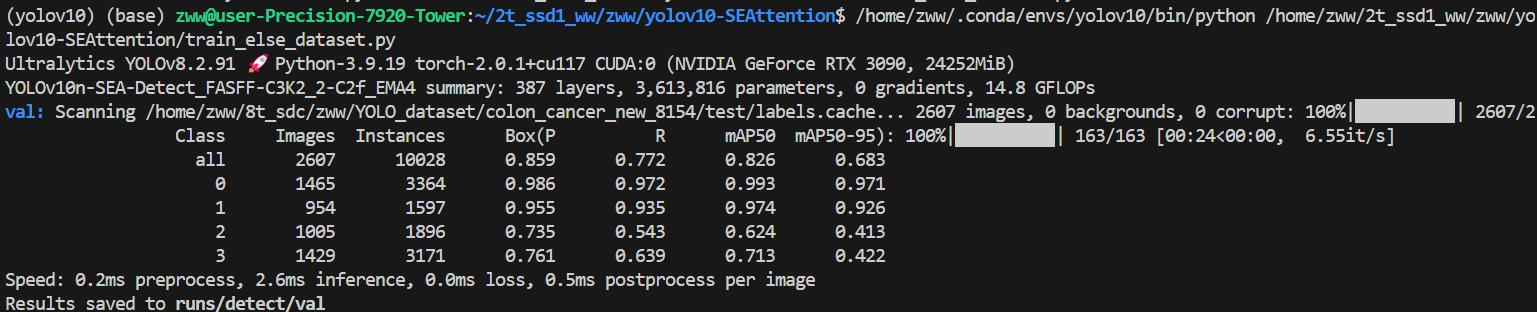 (yolov10) (base) zww@user-Precision-7920-Tower:~/2t_ssd1_ww/zww/yolov10-SEAttention$ /home/zww/.conda/envs/yolov10/bin/python /home/zww/2t_ssd1_ww/zww/yo
lov10-SEAttention/train_else_dataset.py
Ultralytics YOLOv8.2.91 🚀 Python-3.9.19 torch-2.0.1+cu117 CUDA:0 (NVIDIA GeForce RTX 3090, 24252MiB)
YOLOv10n-SEA-Detect_FASFF-C3K2_2-C2f_EMA4 summary: 387 layers, 3,613,816 parameters, 0 gradients, 14.8 GFLOPs
val: Scanning /home/zww/8t_sdc/zww/YOLO_dataset/colon_cancer_new_8154/test/labels.cache... 2607 images, 0 backgrounds, 0 corrupt: 100%|██████████| 2607/2
Class Images Instances Box(P R mAP50 mAP50-95): 100%|██████████| 163/163 [00:24<00:00, 6.55it/s]
all 2607 10028 0.859 0.772 0.826 0.683
0 1465 3364 0.986 0.972 0.993 0.971
1 954 1597 0.955 0.935 0.974 0.926
2 1005 1896 0.735 0.543 0.624 0.413
3 1429 3171 0.761 0.639 0.713 0.422
Speed: 0.2ms preprocess, 2.6ms inference, 0.0ms loss, 0.5ms postprocess per image
Results saved to runs/detect/val